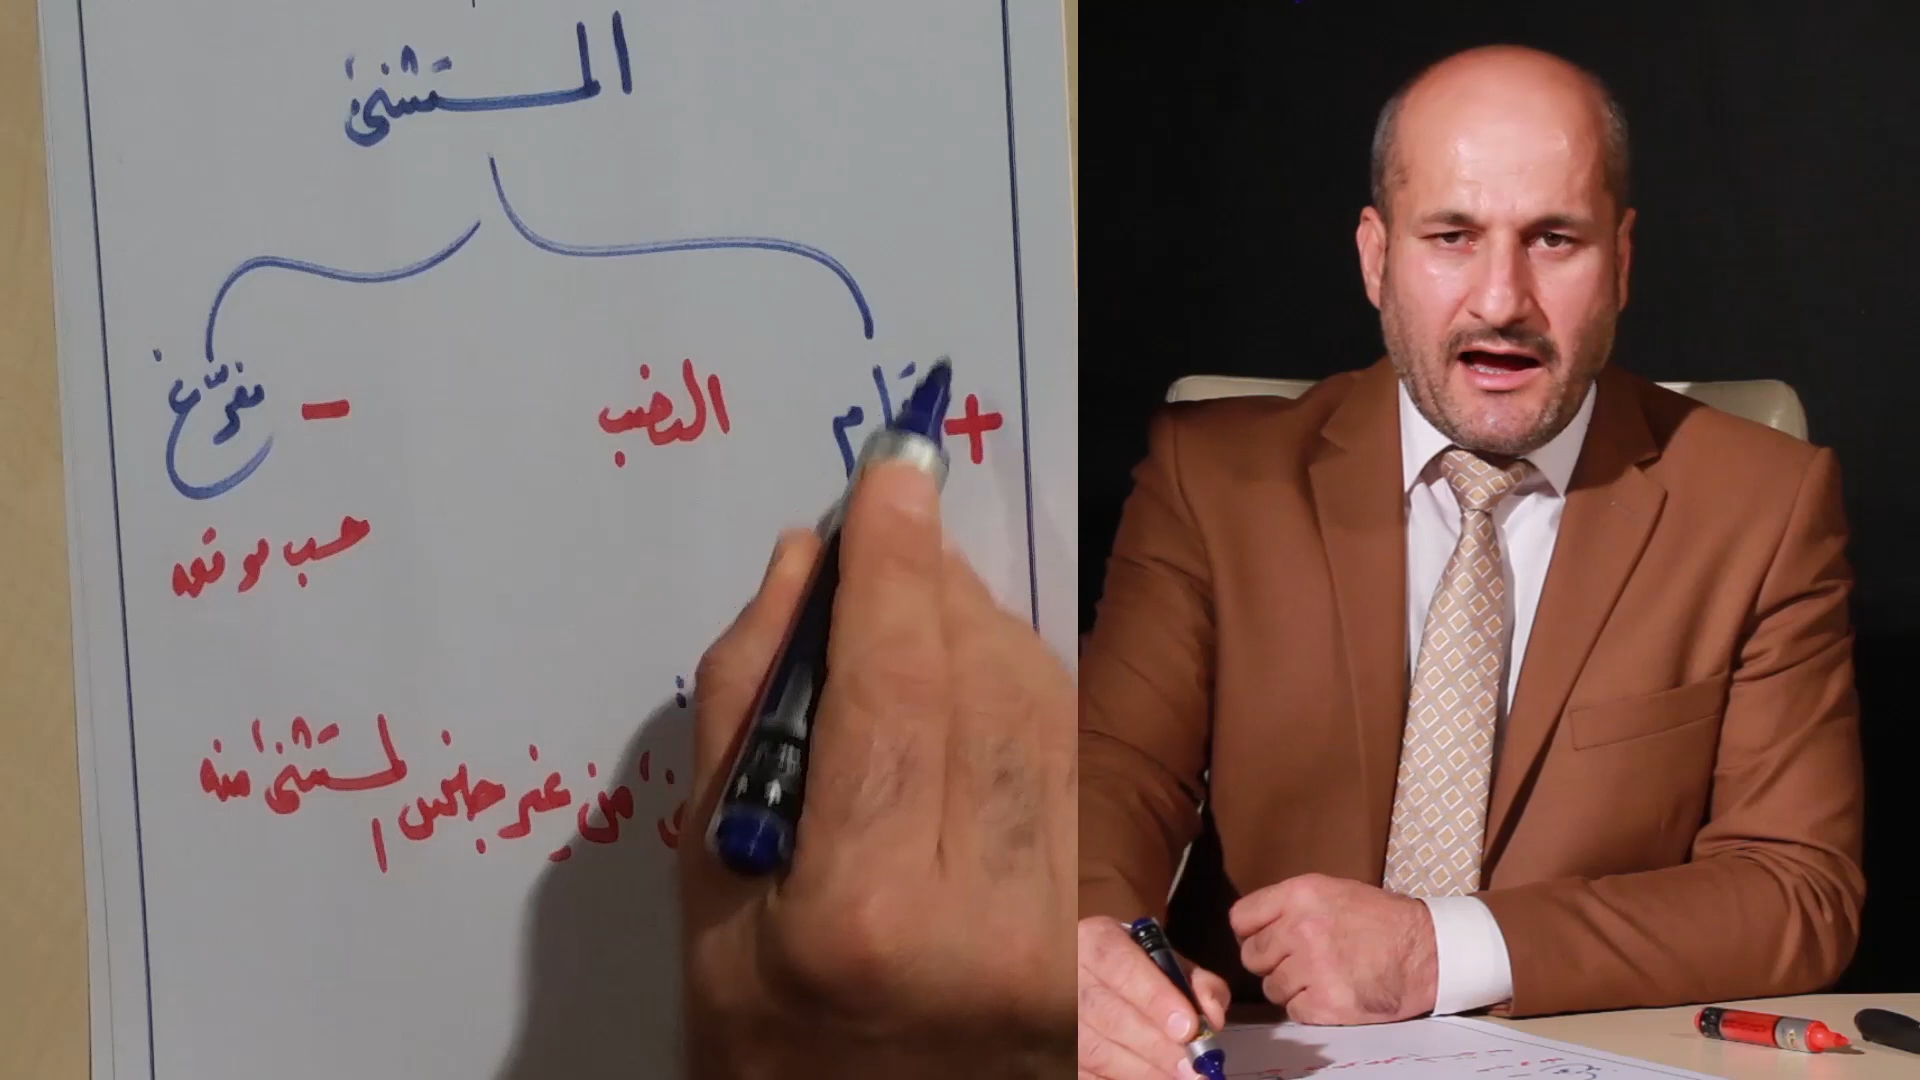 المستثنىٰ
+ تام النصب - مفرّغ
حسب موقعه
من غير جنس المستثنىٰ منه